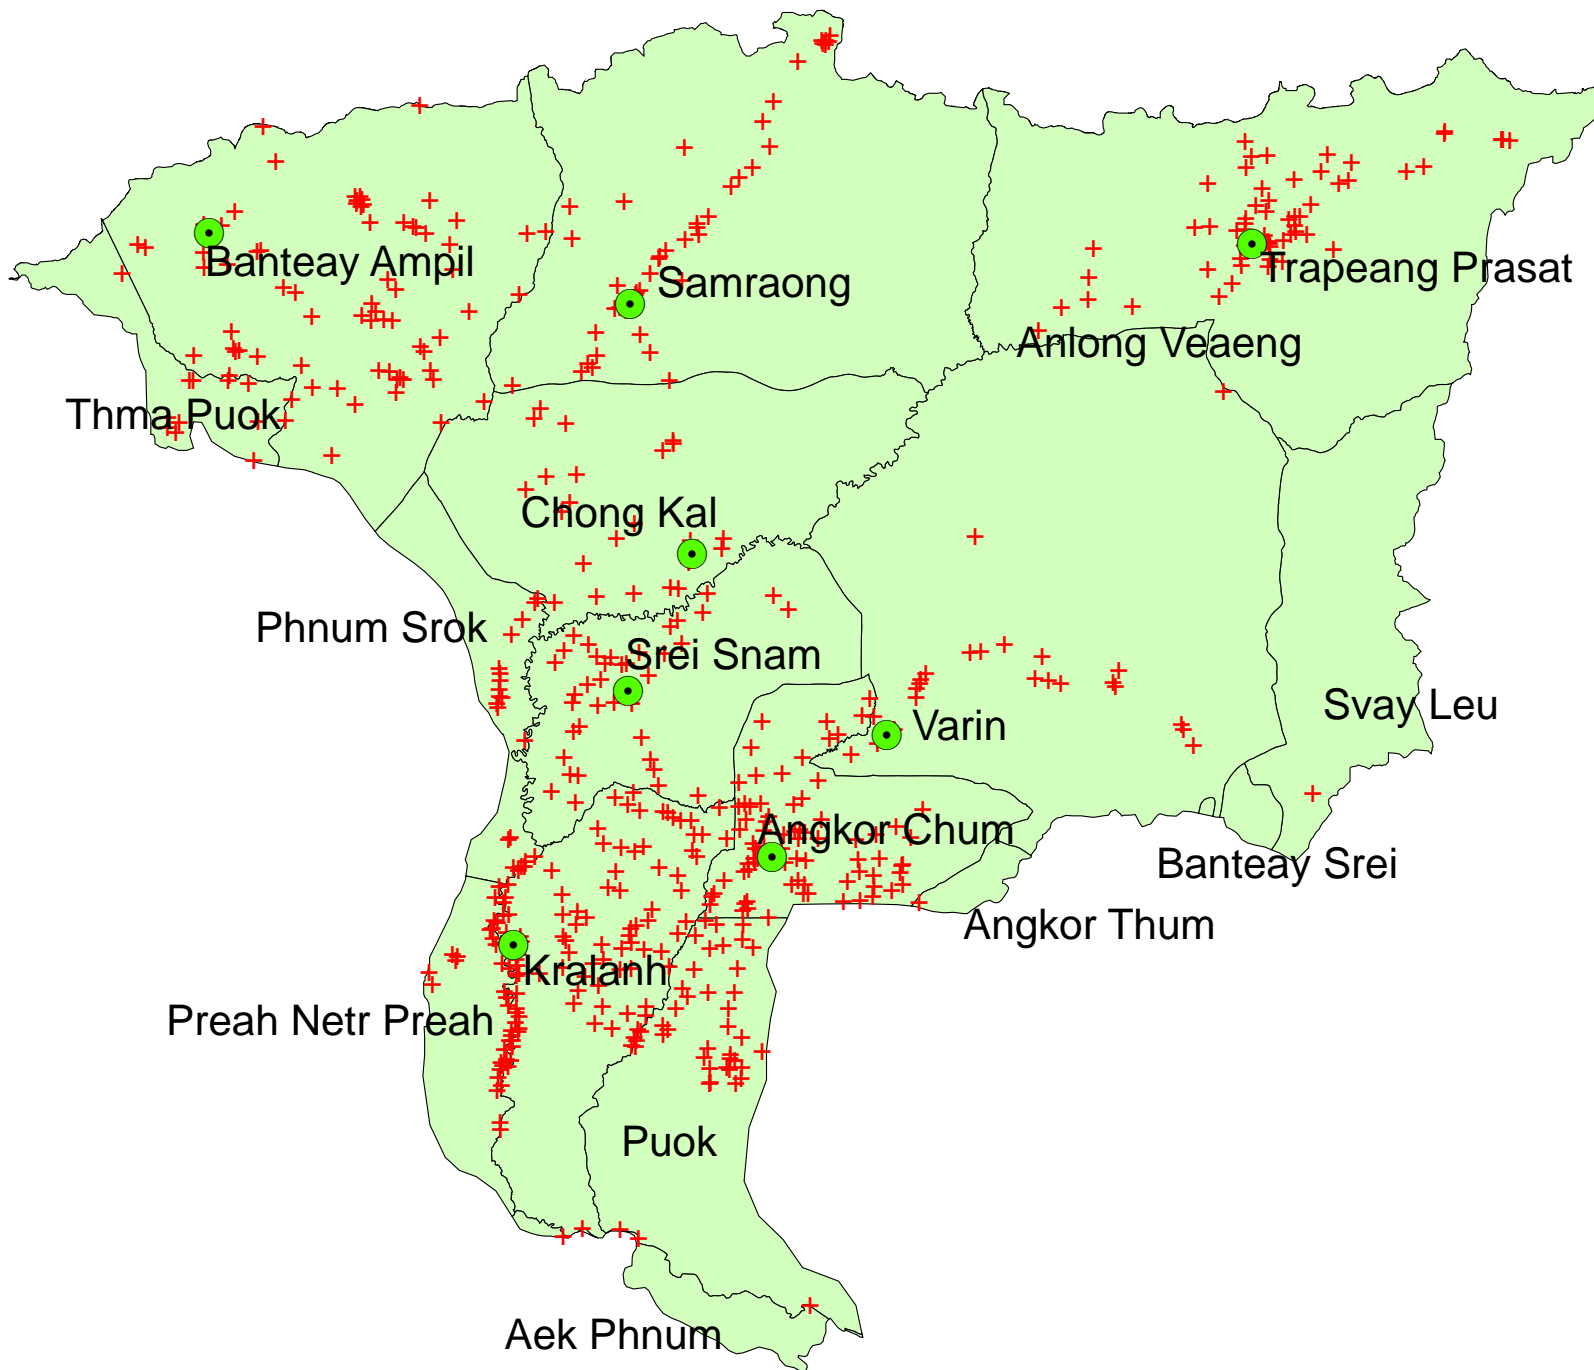 Banteay Ampil
Samraong
Trapeang Prasat
Anlong Veaeng
Thma Puok
Chong Kal
Phnum Srok
Srei Snam
Svay Leu
Varin
Angkor Chum
Banteay Srei
Angkor Thum
Kralanh
Preah Netr Preah
Puok
Aek Phnum